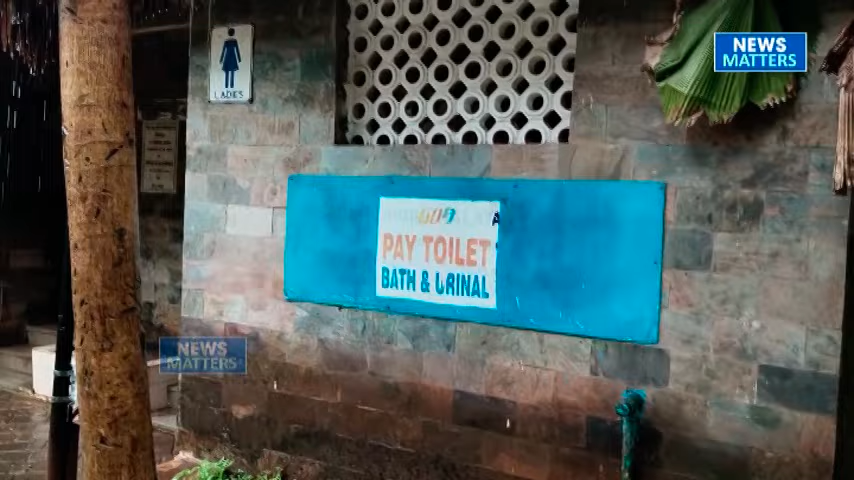 LADIES
NEWS
MATTERS
PAY TOILET
BATH & URINAL
NEWS
MATTERS